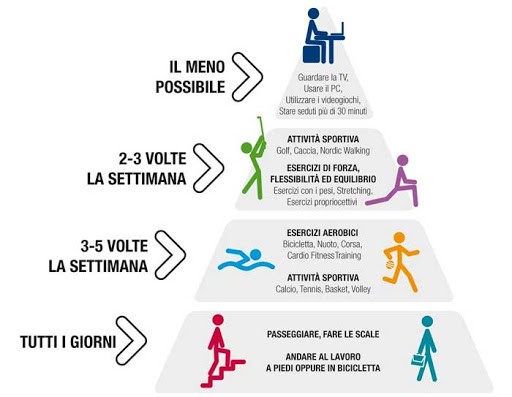 IL MENO
POSSIBILE
Guardare la TV,
Usare il PC,
Utilizzare i videogiochi,
Stare seduti più di 30 minuti
2-3 VOLTE
LA SETTIMANA
ATTIVITÀ SPORTIVA
Golf, Caccia, Nordic Walking
ESERCIZI DI FORZA,
FLESSIBILITÀ ED EQUILIBRIO
Esercizi con i pesi, Stretching,
Esercizi propriocettivi
3-5 VOLTE
LA SETTIMANA
ESERCIZI AEROBICI
Bicicletta, Nuoto, Corsa,
Cardio FitnessTraining
ATTIVITÀ SPORTIVA
Calcio, Tennis, Basket, Volley
TUTTI I GIORNI
PASSEGGIARE, FARE LE SCALE
ANDARE AL LAVORO
A PIEDI OPPURE IN BICICLETTA